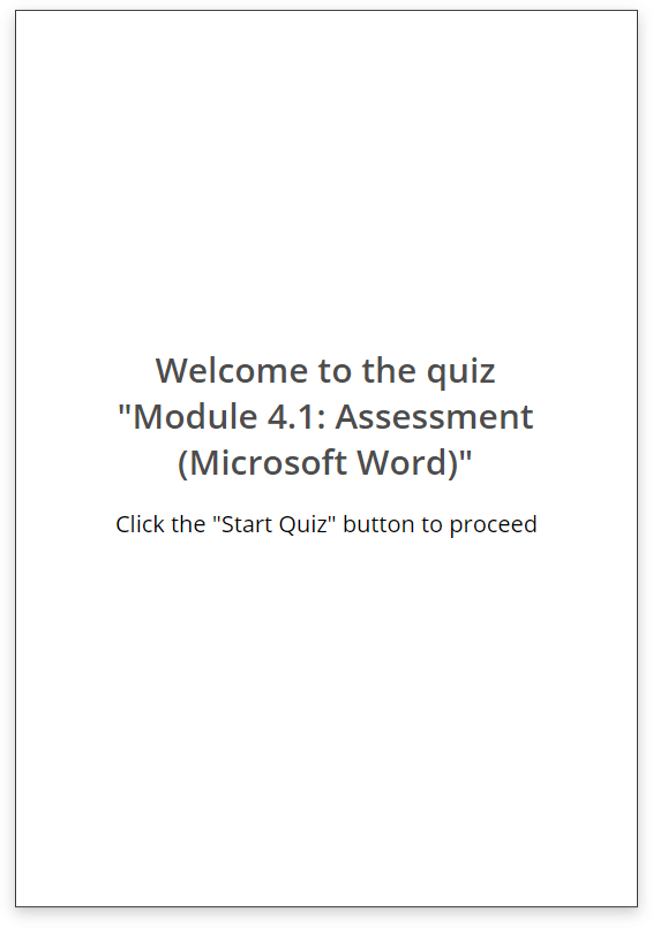 Welcome to the quiz
"Module 4.1: Assessment
(Microsoft Word)"
Click the "Start Quiz" button to proceed